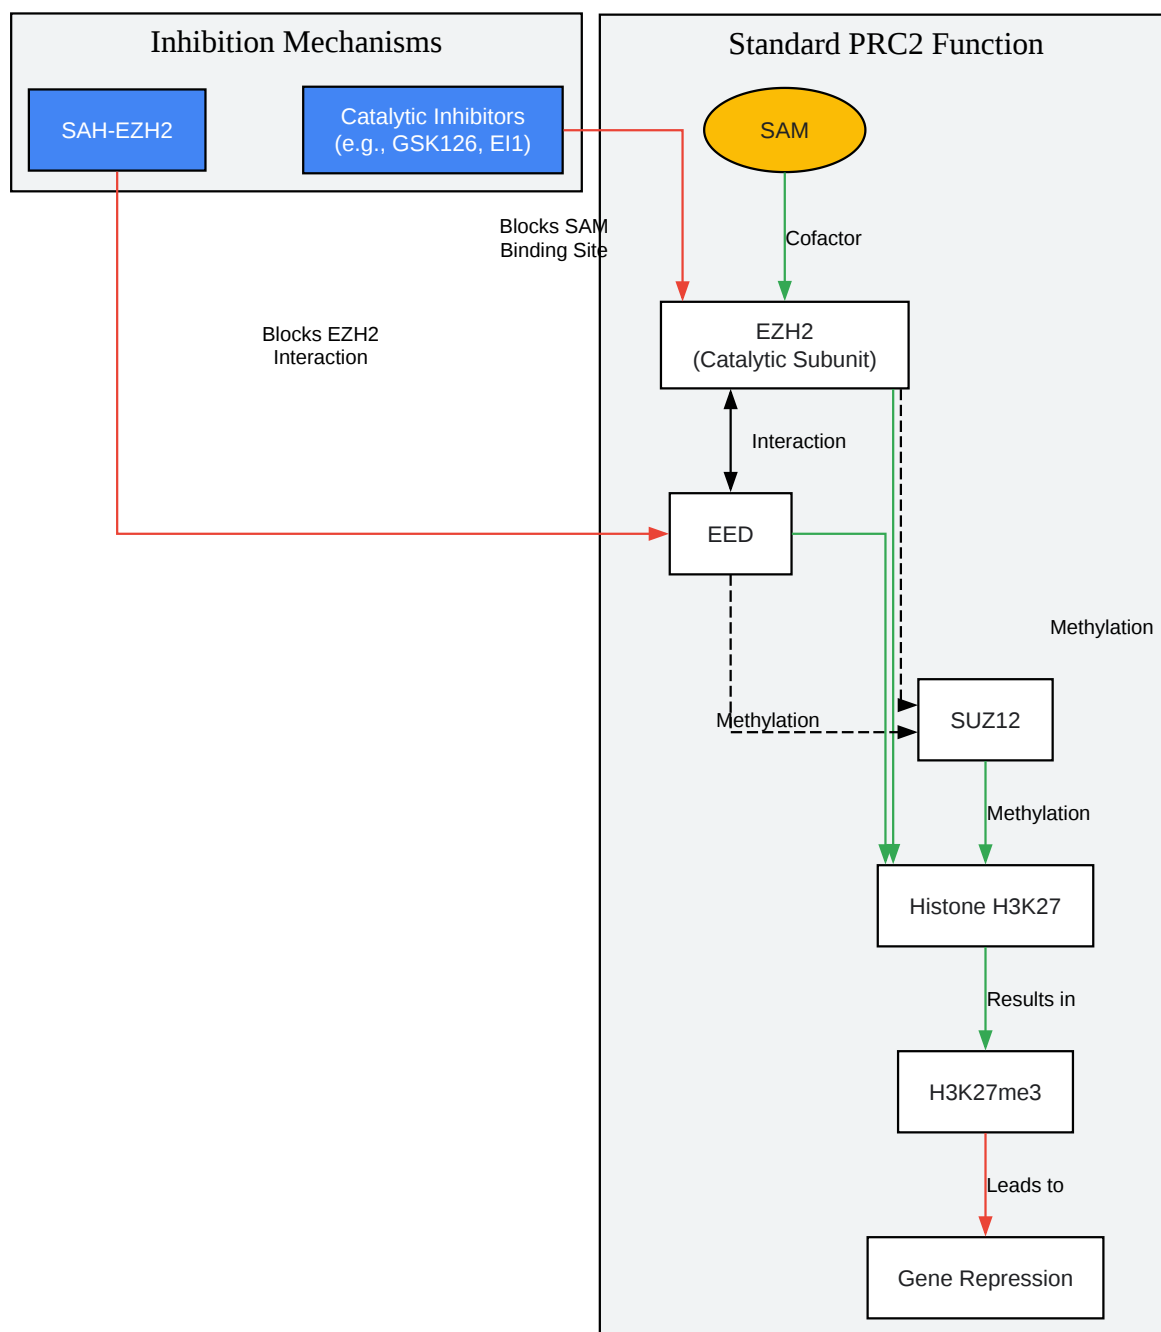 Inhibition Mechanisms
SAH-EZH2
Catalytic Inhibitors
(e.g., GSK126, EI1)
Standard PRC2 Function
SAM
Blocks SAM
Binding Site
Cofactor
Blocks EZH2
Interaction
EZH2
(Catalytic Subunit)
Interaction
EED
Methylation
Methylation
SUZ12
Methylation
Histone H3K27
Results in
H3K27me3
Leads to
Gene Repression